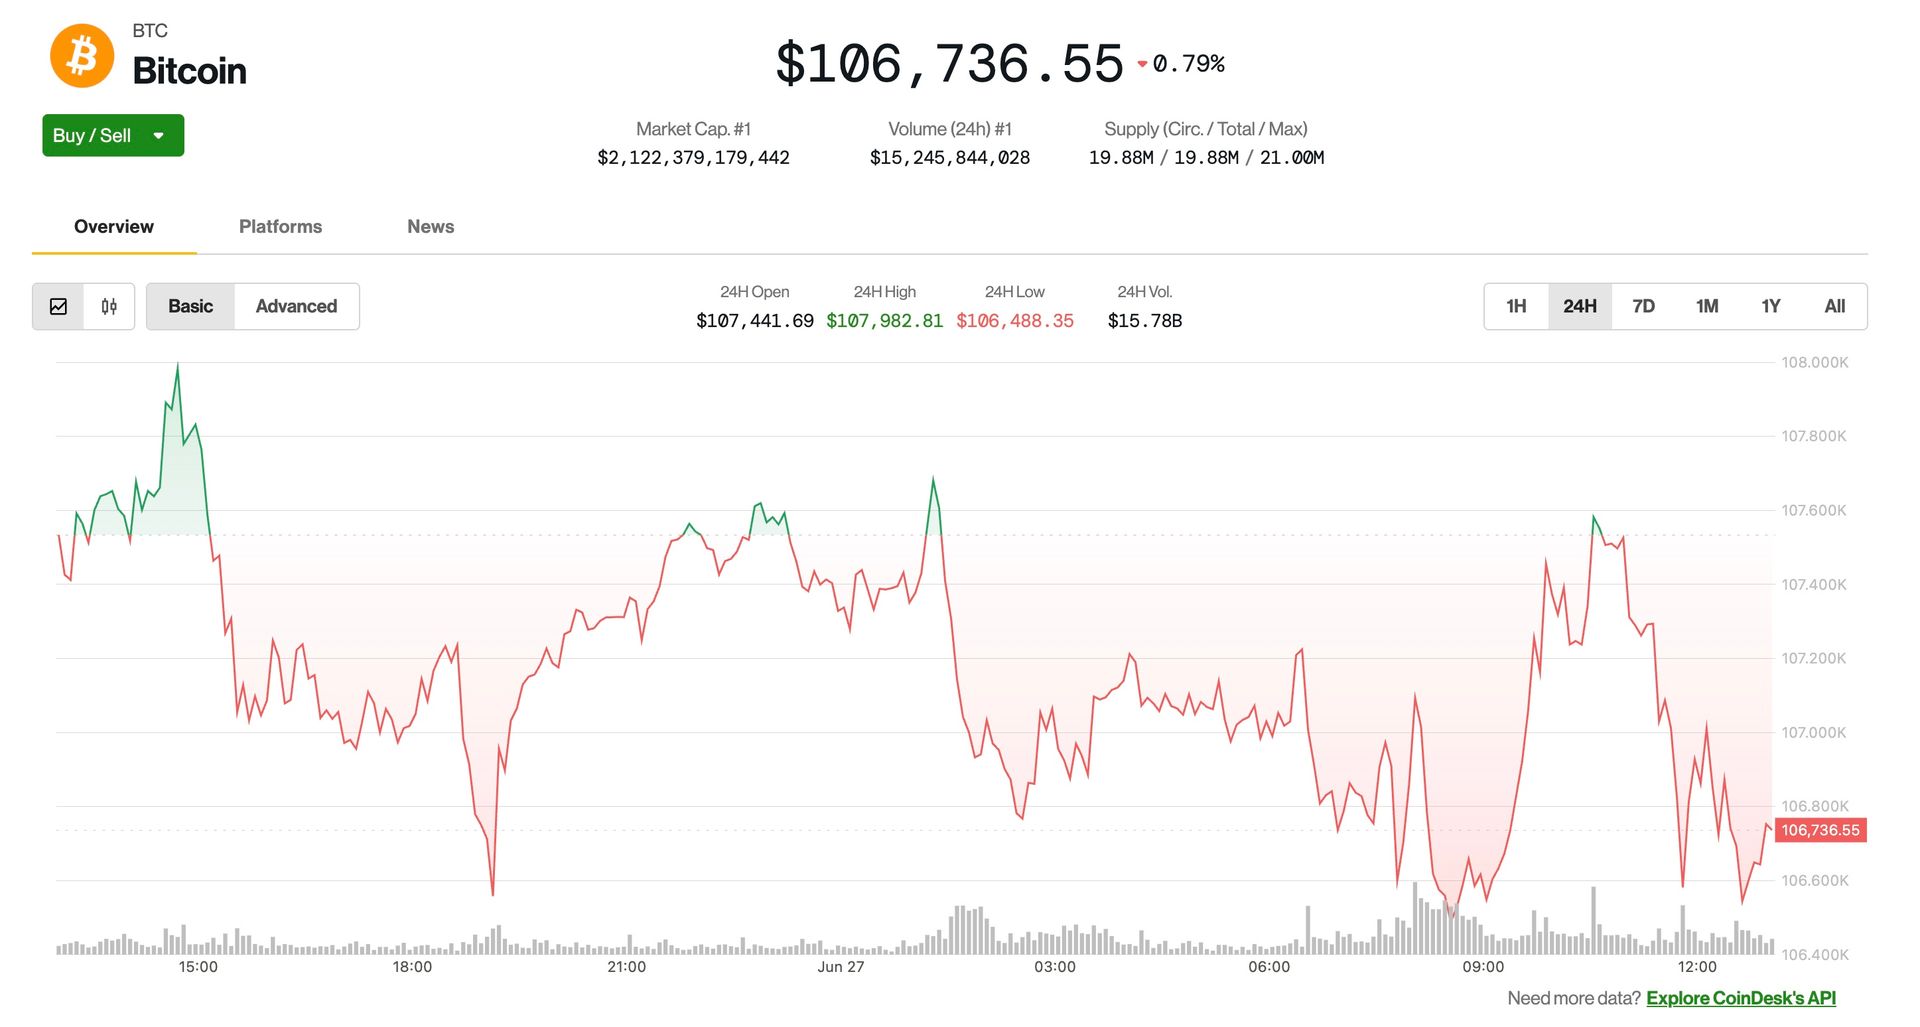 BTC
Bitcoin
$106,736.55 0.79%
Buy / Sell
Market Cap. #1 Volume (24h) #1 Supply (Circ. / Total / Max)
$2,122,379,179,442 $15,245,844,028 19.88M / 19.88M / 21.00M
Overview Platforms News
Basic Advanced
24H Open 24H High 24H Low 24H Vol.
$107,441.69 $107,982.81 $106,488.35 $15.78B
1H 24H 7D 1M 1Y All
108.000K
107.800K
107.600K
107.400K
107.200K
107.000K
106.800K
106,736.55
106.600K
106.400K
15:00 18:00 21:00 Jun 27 03:00 06:00 09:00 12:00
Need more data? Explore CoinDesk's API